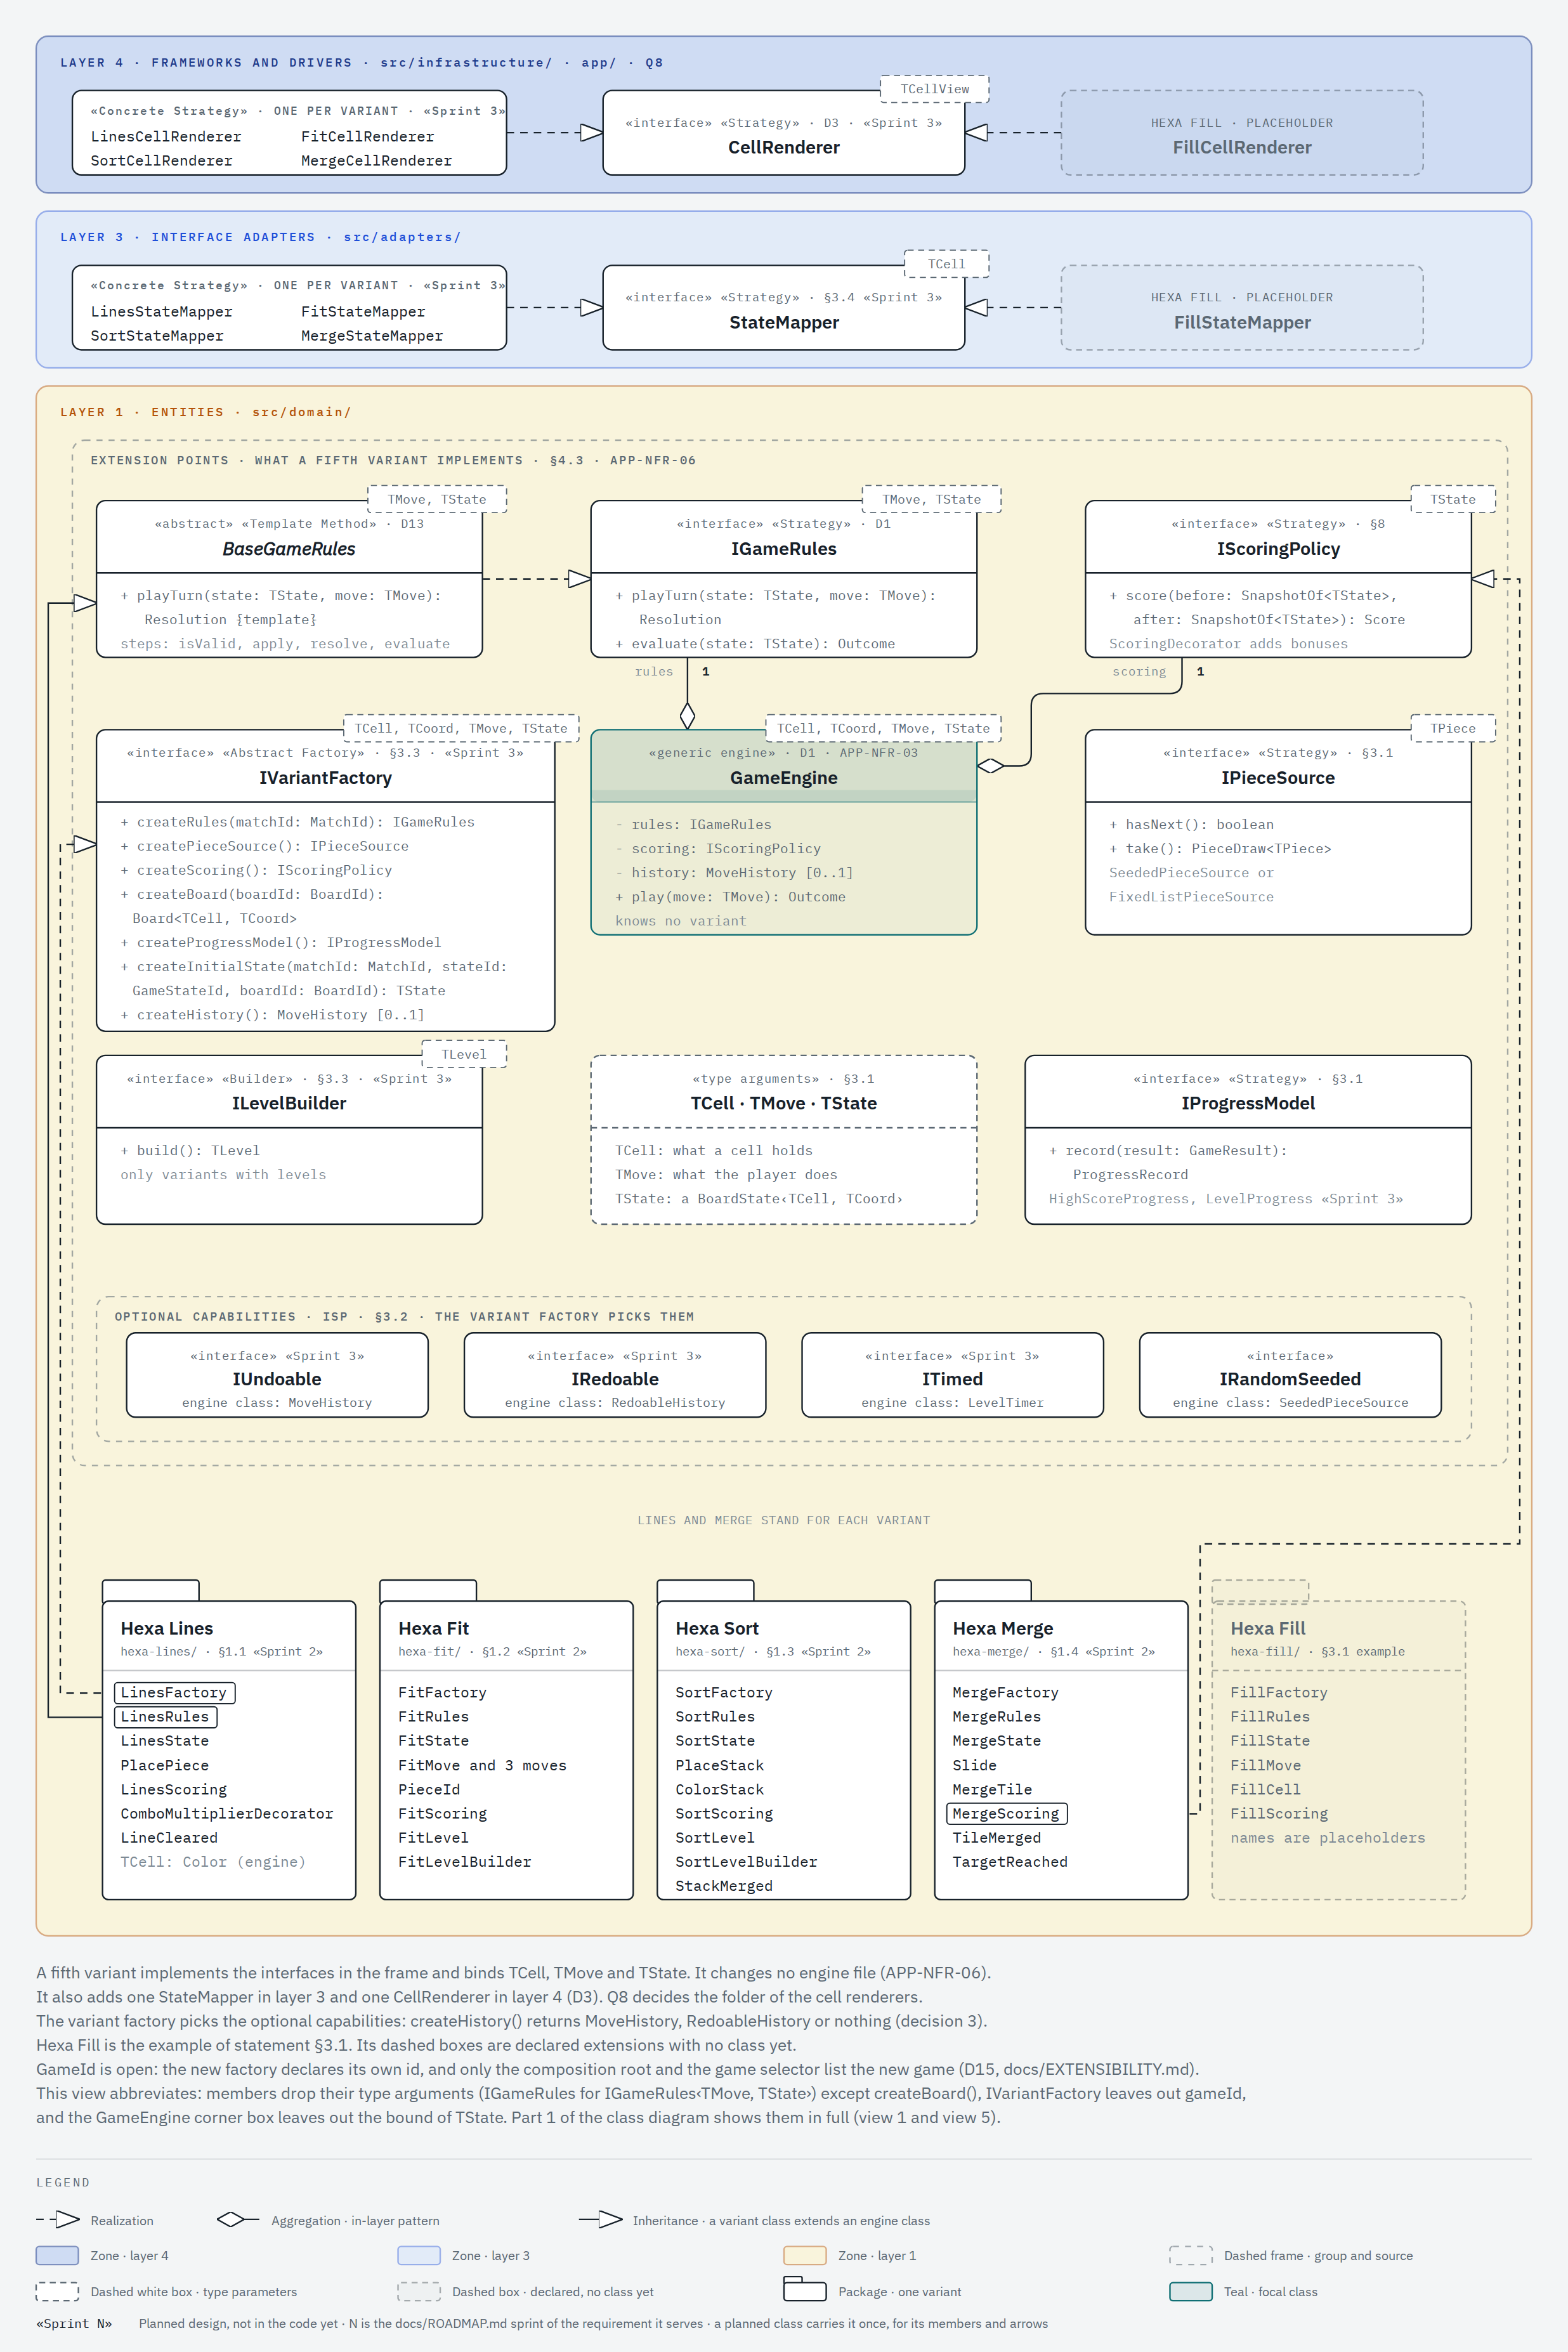 LAYER 4 · FRAMEWORKS AND DRIVERS · src/infrastructure/ · app/ · Q8
TCellView
«Concrete Strategy» · ONE PER VARIANT · «Sprint 3»
LinesCellRenderer FitCellRenderer
SortCellRenderer MergeCellRenderer
«interface» «Strategy» · D3 · «Sprint 3»
CellRenderer
HEXA FILL · PLACEHOLDER
FillCellRenderer
LAYER 3 · INTERFACE ADAPTERS · src/adapters/
TCell
«Concrete Strategy» · ONE PER VARIANT · «Sprint 3»
LinesStateMapper FitStateMapper
SortStateMapper MergeStateMapper
«interface» «Strategy» · §3.4 «Sprint 3»
StateMapper
HEXA FILL · PLACEHOLDER
FillStateMapper
LAYER 1 · ENTITIES · src/domain/
EXTENSION POINTS · WHAT A FIFTH VARIANT IMPLEMENTS · §4.3 · APP-NFR-06
TMove, TState
«abstract» «Template Method» · D13
BaseGameRules
+ playTurn(state: TState, move: TMove):
Resolution {template}
steps: isValid, apply, resolve, evaluate
TMove, TState
«interface» «Strategy» · D1
IGameRules
+ playTurn(state: TState, move: TMove):
Resolution
+ evaluate(state: TState): Outcome
TState
«interface» «Strategy» · §8
IScoringPolicy
+ score(before: SnapshotOf<TState>,
after: SnapshotOf<TState>): Score
ScoringDecorator adds bonuses
rules 1
scoring 1
TCell, TCoord, TMove, TState
«interface» «Abstract Factory» · §3.3 · «Sprint 3»
IVariantFactory
+ createRules(matchId: MatchId): IGameRules
+ createPieceSource(): IPieceSource
+ createScoring(): IScoringPolicy
+ createBoard(boardId: BoardId):
Board<TCell, TCoord>
+ createProgressModel(): IProgressModel
+ createInitialState(matchId: MatchId, stateId:
GameStateId, boardId: BoardId): TState
+ createHistory(): MoveHistory [0..1]
TCell, TCoord, TMove, TState
«generic engine» · D1 · APP-NFR-03
GameEngine
- rules: IGameRules
- scoring: IScoringPolicy
- history: MoveHistory [0..1]
+ play(move: TMove): Outcome
knows no variant
TPiece
«interface» «Strategy» · §3.1
IPieceSource
+ hasNext(): boolean
+ take(): PieceDraw<TPiece>
SeededPieceSource or
FixedListPieceSource
TLevel
«interface» «Builder» · §3.3 · «Sprint 3»
ILevelBuilder
+ build(): TLevel
only variants with levels
«type arguments» · §3.1
TCell · TMove · TState
TCell: what a cell holds
TMove: what the player does
TState: a BoardState‹TCell, TCoord›
«interface» «Strategy» · §3.1
IProgressModel
+ record(result: GameResult):
ProgressRecord
HighScoreProgress, LevelProgress «Sprint 3»
OPTIONAL CAPABILITIES · ISP · §3.2 · THE VARIANT FACTORY PICKS THEM
«interface» «Sprint 3»
IUndoable
engine class: MoveHistory
«interface» «Sprint 3»
IRedoable
engine class: RedoableHistory
«interface» «Sprint 3»
ITimed
engine class: LevelTimer
«interface»
IRandomSeeded
engine class: SeededPieceSource
LINES AND MERGE STAND FOR EACH VARIANT
Hexa Lines
hexa-lines/ · §1.1 «Sprint 2»
LinesFactory
LinesRules
LinesState
PlacePiece
LinesScoring
ComboMultiplierDecorator
LineCleared
TCell: Color (engine)
Hexa Fit
hexa-fit/ · §1.2 «Sprint 2»
FitFactory
FitRules
FitState
FitMove and 3 moves
PieceId
FitScoring
FitLevel
FitLevelBuilder
Hexa Sort
hexa-sort/ · §1.3 «Sprint 2»
SortFactory
SortRules
SortState
PlaceStack
ColorStack
SortScoring
SortLevel
SortLevelBuilder
StackMerged
Hexa Merge
hexa-merge/ · §1.4 «Sprint 2»
MergeFactory
MergeRules
MergeState
Slide
MergeTile
MergeScoring
TileMerged
TargetReached
Hexa Fill
hexa-fill/ · §3.1 example
FillFactory
FillRules
FillState
FillMove
FillCell
FillScoring
names are placeholders
A fifth variant implements the interfaces in the frame and binds TCell, TMove and TState. It changes no engine file (APP-NFR-06).
It also adds one StateMapper in layer 3 and one CellRenderer in layer 4 (D3). Q8 decides the folder of the cell renderers.
The variant factory picks the optional capabilities: createHistory() returns MoveHistory, RedoableHistory or nothing (decision 3).
Hexa Fill is the example of statement §3.1. Its dashed boxes are declared extensions with no class yet.
GameId is open: the new factory declares its own id, and only the composition root and the game selector list the new game (D15, docs/EXTENSIBILITY.md).
This view abbreviates: members drop their type arguments (IGameRules for IGameRules‹TMove, TState›) except createBoard(), IVariantFactory leaves out gameId,
and the GameEngine corner box leaves out the bound of TState. Part 1 of the class diagram shows them in full (view 1 and view 5).
LEGEND
Realization
Aggregation · in-layer pattern
Inheritance · a variant class extends an engine class
Zone · layer 4
Zone · layer 3
Zone · layer 1
Dashed frame · group and source
Dashed white box · type parameters
Dashed box · declared, no class yet
Package · one variant
Teal · focal class
«Sprint N» Planned design, not in the code yet · N is the docs/ROADMAP.md sprint of the requirement it serves · a planned class carries it once, for its members and arrows